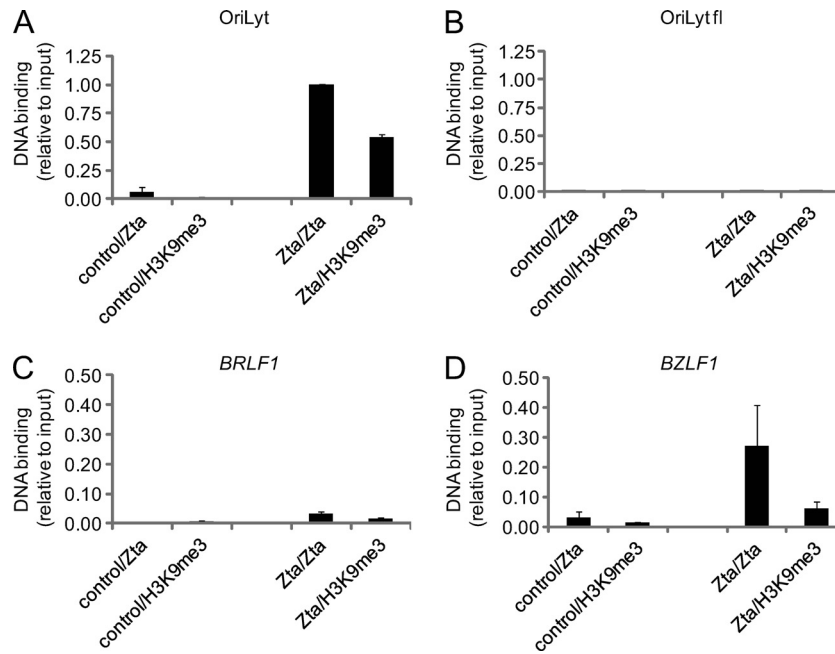 A
OriLyt
DNA binding
(relative to input)
1.25
1.00
0.75
0.50
0.25
0.00
control/Zta
control/H3K9me3
Zta/Zta
Zta/H3K9me3
B
OriLyt fl
DNA binding
(relative to input)
1.25
1.00
0.75
0.50
0.25
0.00
control/Zta
control/H3K9me3
Zta/Zta
Zta/H3K9me3
C
BRLF1
DNA binding
(relative to input)
0.50
0.40
0.30
0.20
0.10
0.00
control/Zta
control/H3K9me3
Zta/Zta
Zta/H3K9me3
D
BZLF1
DNA binding
(relative to input)
0.50
0.40
0.30
0.20
0.10
0.00
control/Zta
control/H3K9me3
Zta/Zta
Zta/H3K9me3